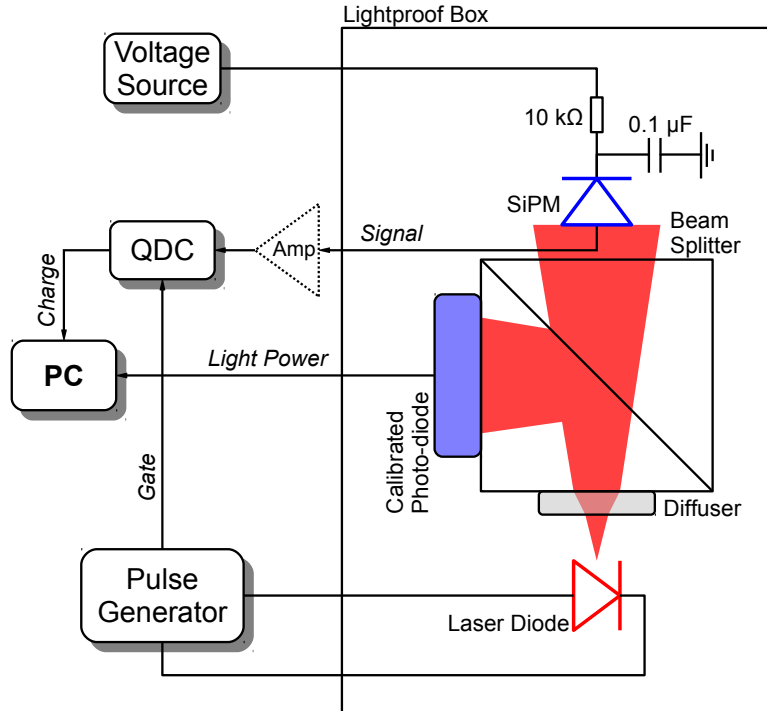 Lightproof Box
Voltage
Source
10 kΩ
0.1 µF
SiPM
Beam
Splitter
Signal
Amp
QDC
Charge
PC
Light Power
Calibrated
Photo-diode
Gate
Diffuser
Pulse
Generator
Laser Diode